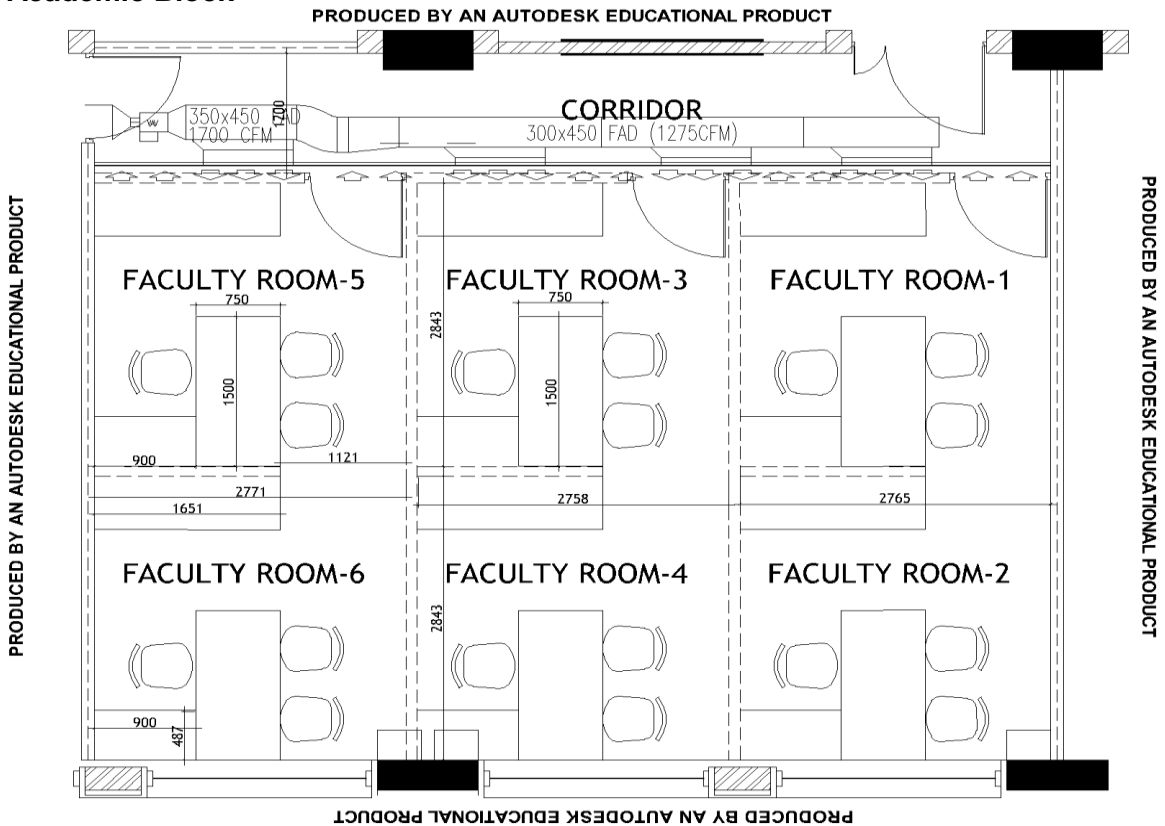 Academic Block
PRODUCED BY AN AUTODESK EDUCATIONAL PRODUCT
CORRIDOR
350x450 FAD
1700 CFM
1700
300x450 FAD (1275CFM)
FACULTY ROOM-5
FACULTY ROOM-3
FACULTY ROOM-1
750
750
2843
1500
1500
900
1121
2771
2758
2765
1651
FACULTY ROOM-6
FACULTY ROOM-4
FACULTY ROOM-2
2843
900
487
PRODUCED BY AN AUTODESK EDUCATIONAL PRODUCT
PRODUCED BY AN AUTODESK EDUCATIONAL PRODUCT
PRODUCED BY AN AUTODESK EDUCATIONAL PRODUCT